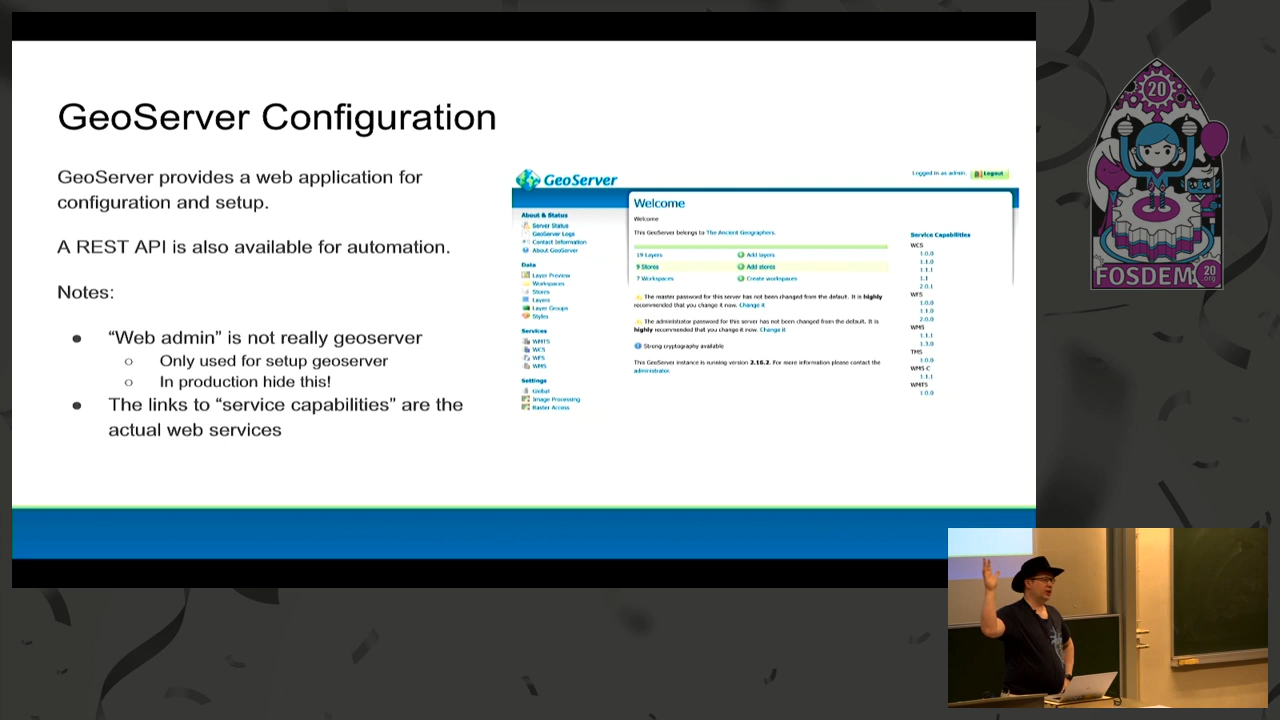 GeoServer Configuration
GeoServer provides a web application for
configuration and setup.
A REST API is also available for automation.
Notes:
● “Web admin” is not really geoserver
○ Only used for setup geoserver
○ In production hide this!
● The links to “service capabilities” are the
actual web services
GeoServer
Logged in as admin.
Logout
About & Status
Server Status
GeoServer Logs
Contact Information
About GeoServer
Data
Layer Preview
Workspaces
Stores
Layers
Layer Groups
Styles
Services
WMTS
WCS
WFS
WMS
Settings
Global
Image Processing
Raster Access
Welcome
Welcome
This GeoServer belongs to The Ancient Geographers.
19 Layers
Add layers
9 Stores
Add stores
7 Workspaces
Create workspaces
The master password for this server has not been changed from the default. It is highly
recommended that you change it now. Change it
The administrator password for this server has not been changed from the default. It is
highly recommended that you change it now. Change it
Strong cryptography available
This GeoServer instance is running version 2.16.2. For more information please contact the
administrator.
Service Capabilities
WCS
1.0.0
1.1.0
1.1.1
1.1
2.0.1
WFS
1.0.0
1.1.0
2.0.0
WMS
1.1.1
1.3.0
TMS
1.0.0
WMS-C
1.1.1
WMTS
1.0.0
20
FOSDEM 20
.org